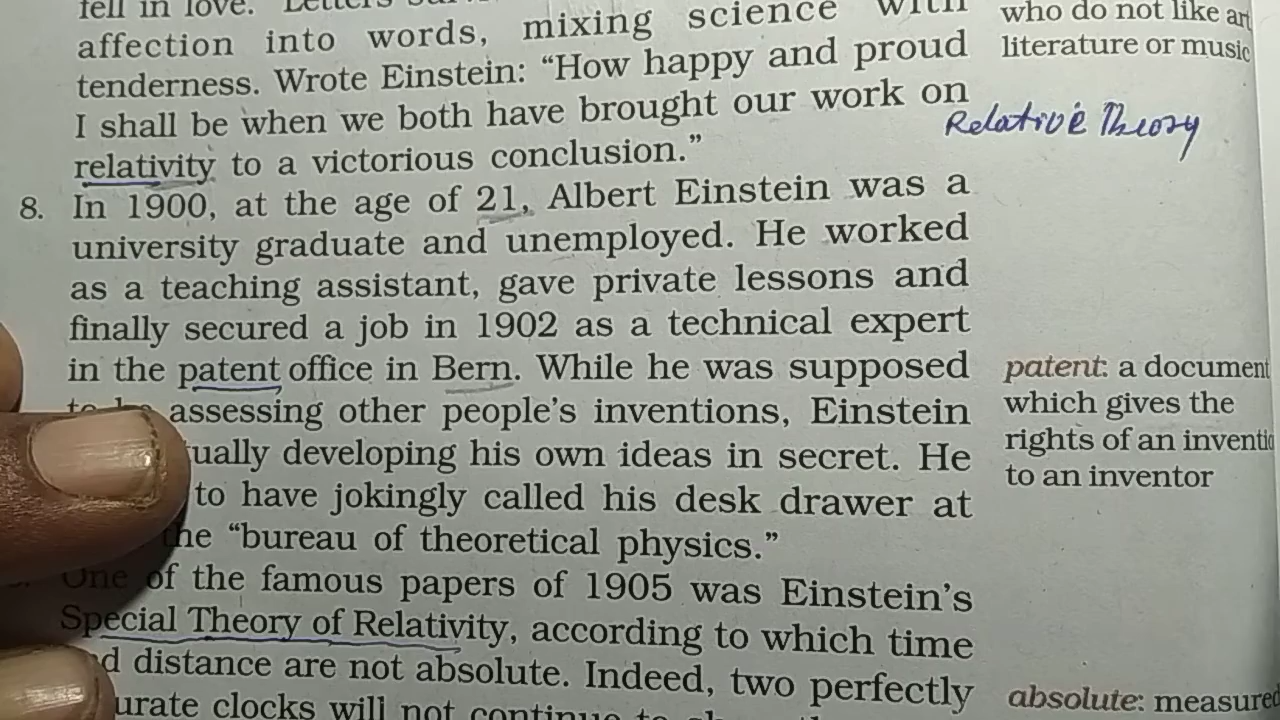 fell in love.
affection into words, mixing science with
tenderness. Wrote Einstein: “How happy and proud
I shall be when we both have brought our work on
relativity to a victorious conclusion.”
8. In 1900, at the age of 21, Albert Einstein was a
university graduate and unemployed. He worked
as a teaching assistant, gave private lessons and
finally secured a job in 1902 as a technical expert
in the patent office in Bern. While he was supposed
assessing other people’s inventions, Einstein
ually developing his own ideas in secret. He
to have jokingly called his desk drawer at
the “bureau of theoretical physics.”
One of the famous papers of 1905 was Einstein’s
Special Theory of Relativity, according to which time
distance are not absolute. Indeed, two perfectly
urate clocks will not continue to
who do not like art
literature or music
Relative Theory
patent: a document
which gives the
rights of an
to an inventor
absolute: measured